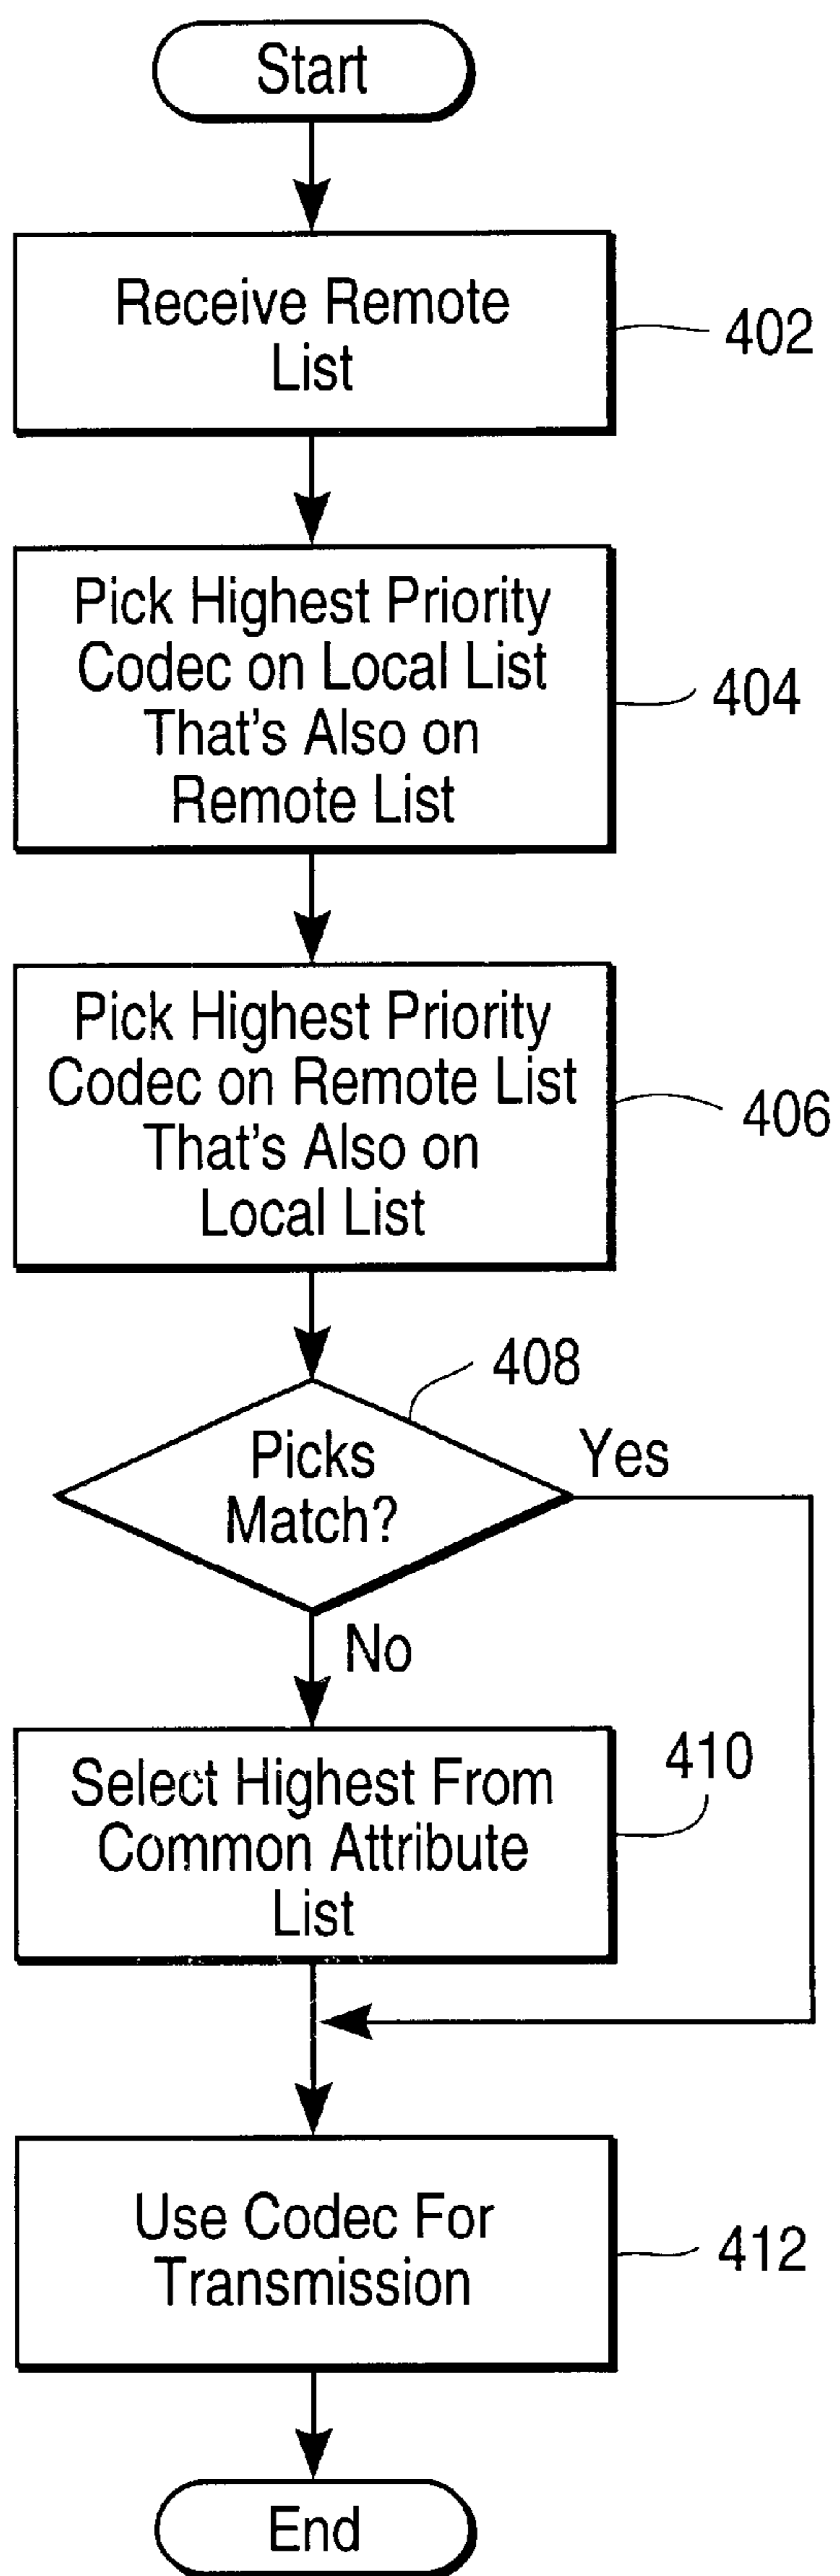 Start
Receive Remote
List
402
Pick Highest Priority
Codec on Local List
That's Also on
Remote List
404
Pick Highest Priority
Codec on Remote List
That's Also on
Local List
406
408
Picks
Match?
Yes
No
Select Highest From
Common Attribute
List
410
Use Codec For
Transmission
412
End